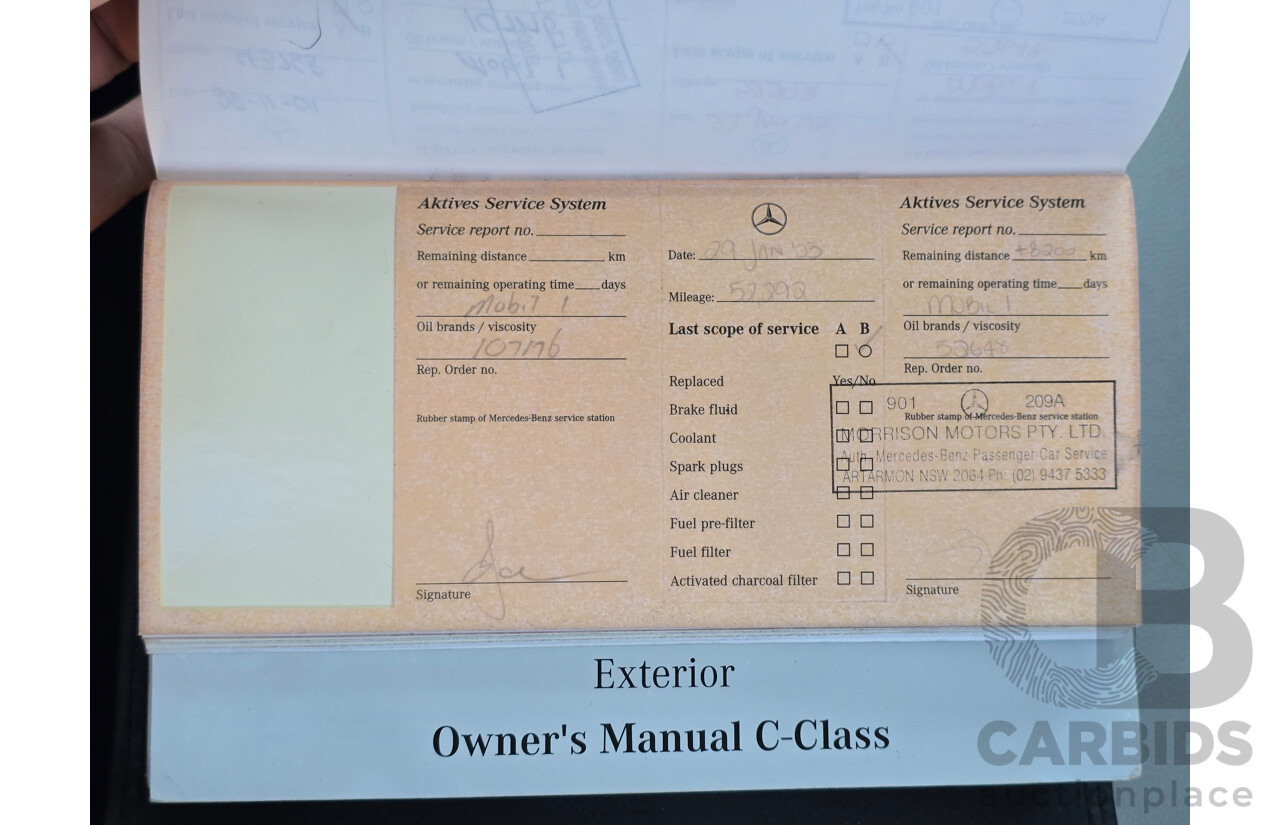 Aktives Service System
Service report no.
Remaining distance km
or remaining operating time days
Mobil 1
Oil brands / viscosity
107176
Rep. Order no.
Rubber stamp of Mercedes-Benz service station
Signature
Date: 29 JAN '03
Mileage: 52292
Last scope of service A B
Replaced Yes/No
Brake fluid
Coolant
Spark plugs
Air cleaner
Fuel pre-filter
Fuel filter
Activated charcoal filter
Aktives Service System
Service report no.
Remaining distance +8200 km
or remaining operating time days
Mobil 1
Oil brands / viscosity
52648
Rep. Order no.
901 209A
Rubber stamp of Mercedes-Benz service station
MORRISON MOTORS PTY. LTD.
Auth. Mercedes-Benz Passenger Car Service
ARTARMON NSW 2064 Ph: (02) 9437 5333
Signature
Exterior
Owner's Manual C-Class
CARBIDS
auctionplace